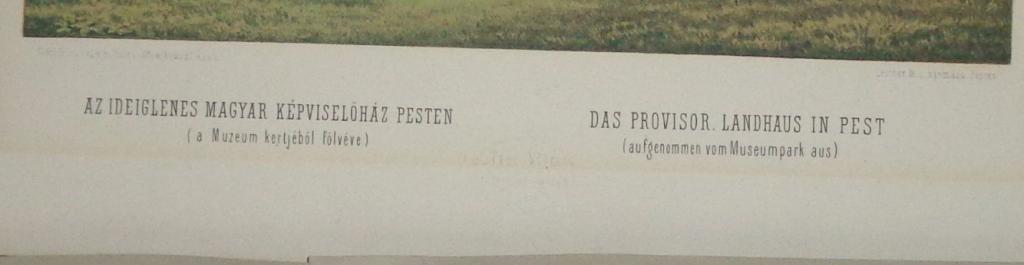 AZ IDEIGLENES MAGYAR KÉPVISELŐHÁZ PESTEN
( a Muzeum kertjéből fölvéve )
DAS PROVISOR. LANDHAUS IN PEST
(aufgenommen vom Museumpark aus)